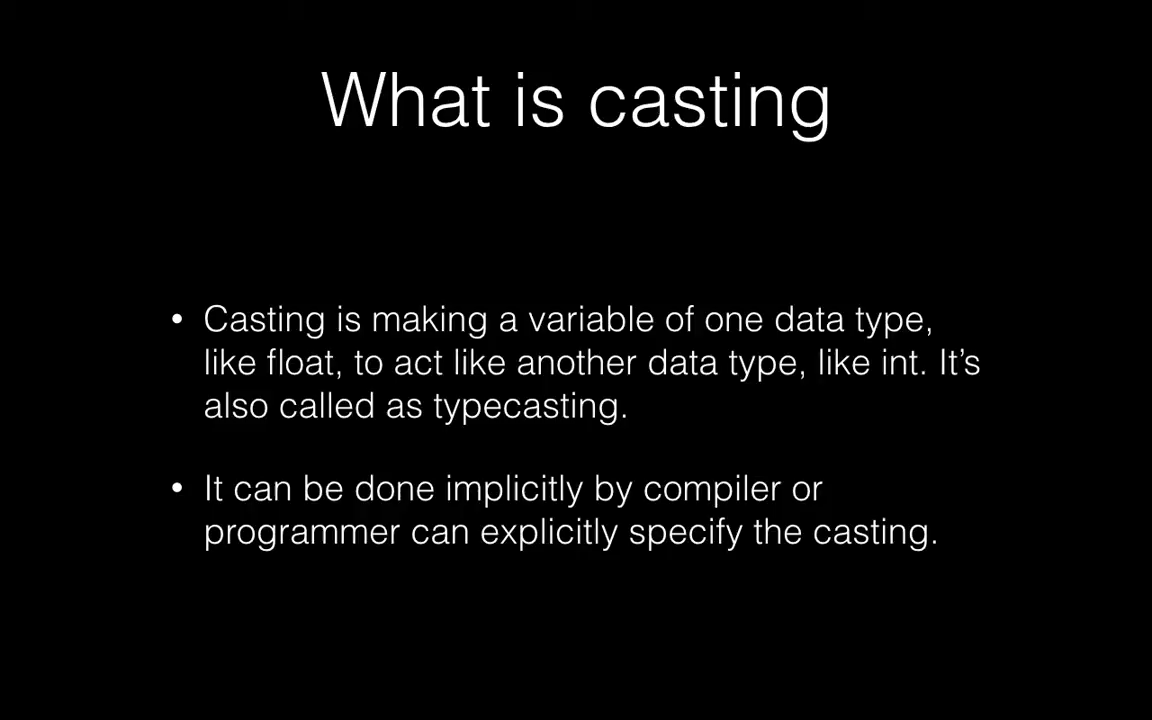 What is casting
• Casting is making a variable of one data type,
like float, to act like another data type, like int. It’s
also called as typecasting.
• It can be done implicitly by compiler or
programmer can explicitly specify the casting.